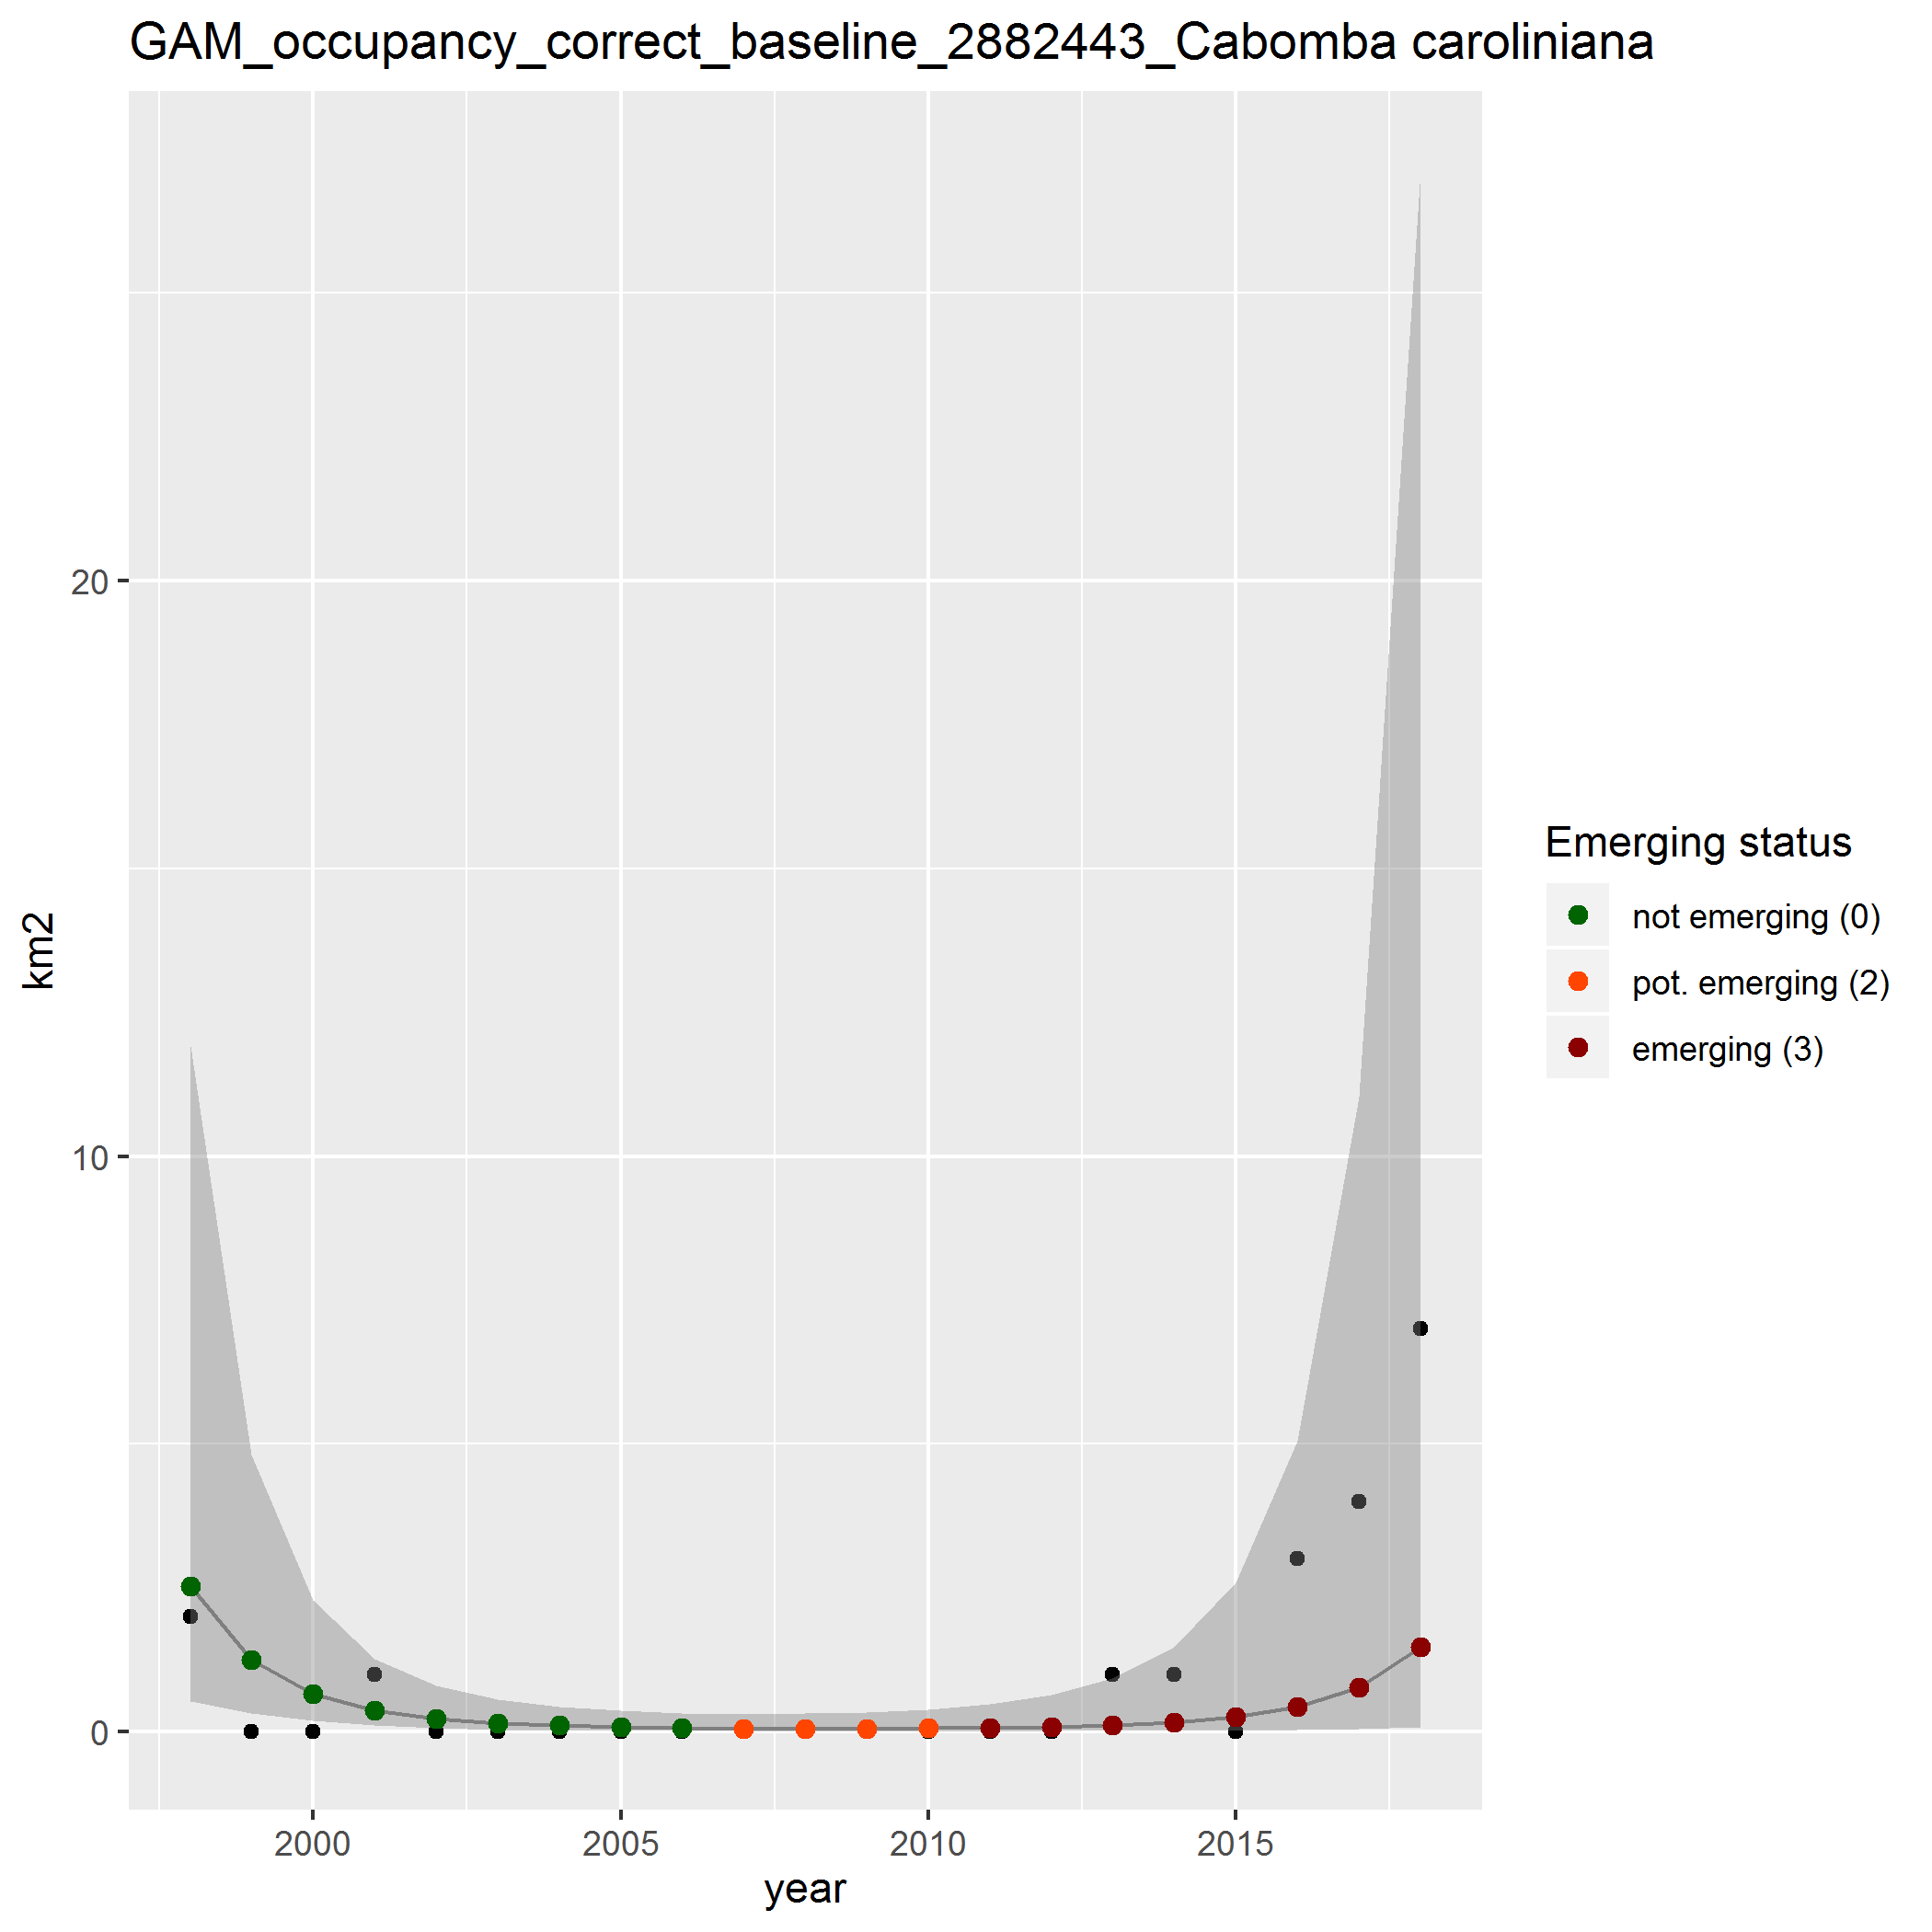 GAM_occupancy_correct_baseline_2882443_Cabomba caroliniana
km2
20
10
0
2000 2005 2010 2015
year
Emerging status
not emerging (0)
pot. emerging (2)
emerging (3)